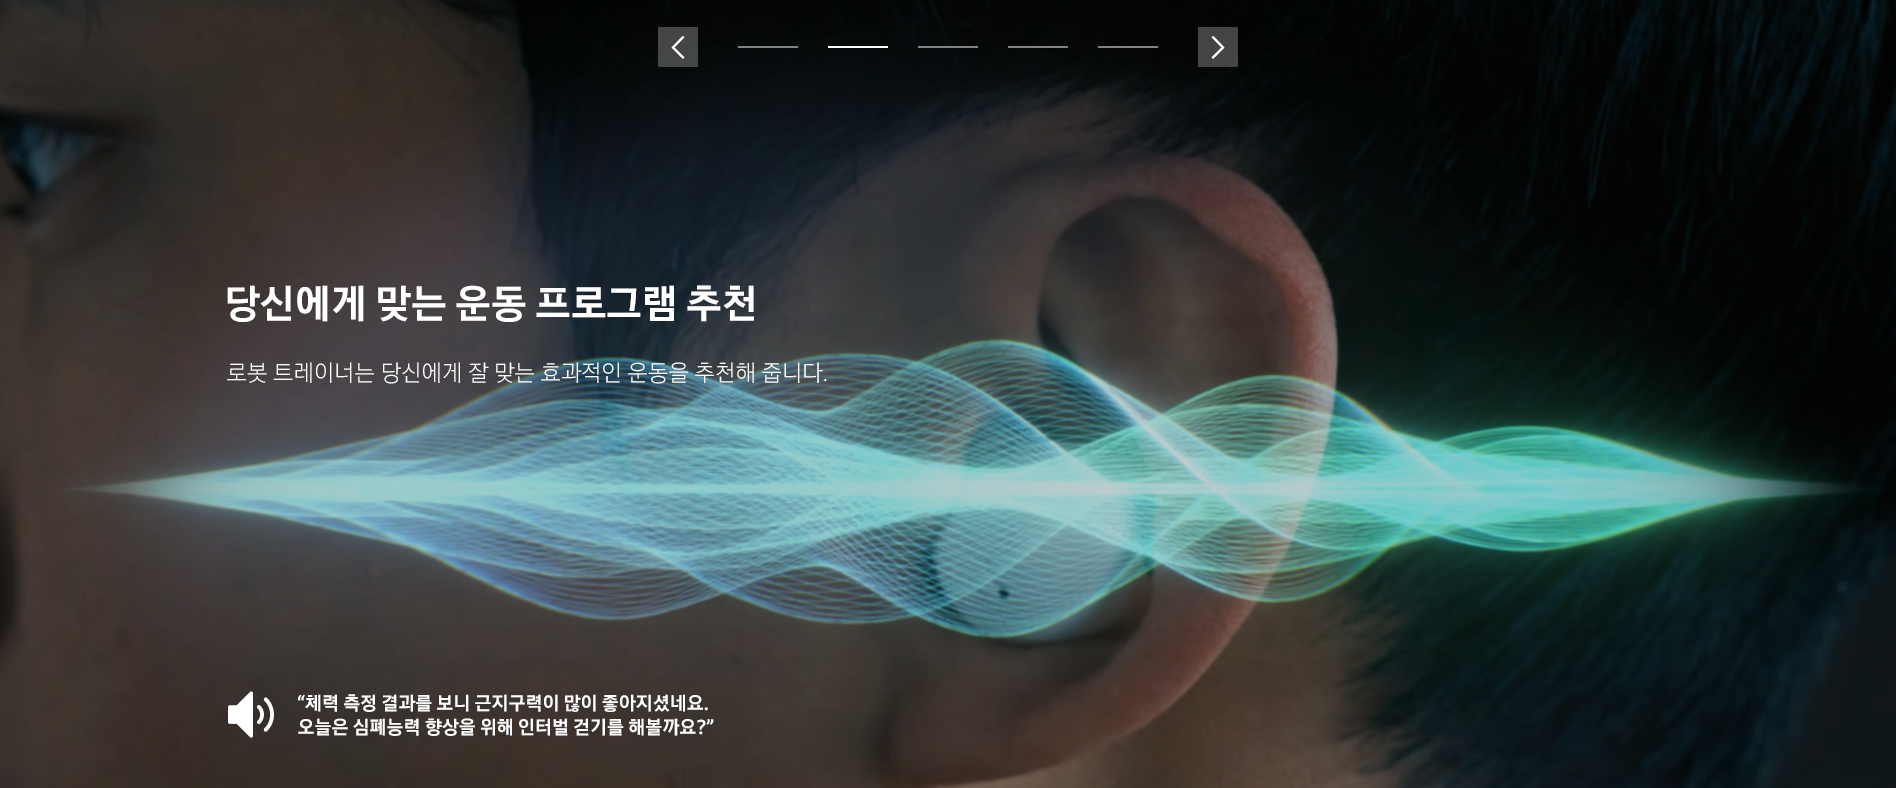 당신에게 맞는 운동 프로그램 추천
로봇 트레이너는 당신에게 잘 맞는 효과적인 운동을 추천해 줍니다.
“체력 측정 결과를 보니 근지구력이 많이 좋아지셨네요.
오늘은 심폐능력 향상을 위해 인터벌 걷기를 해볼까요?”